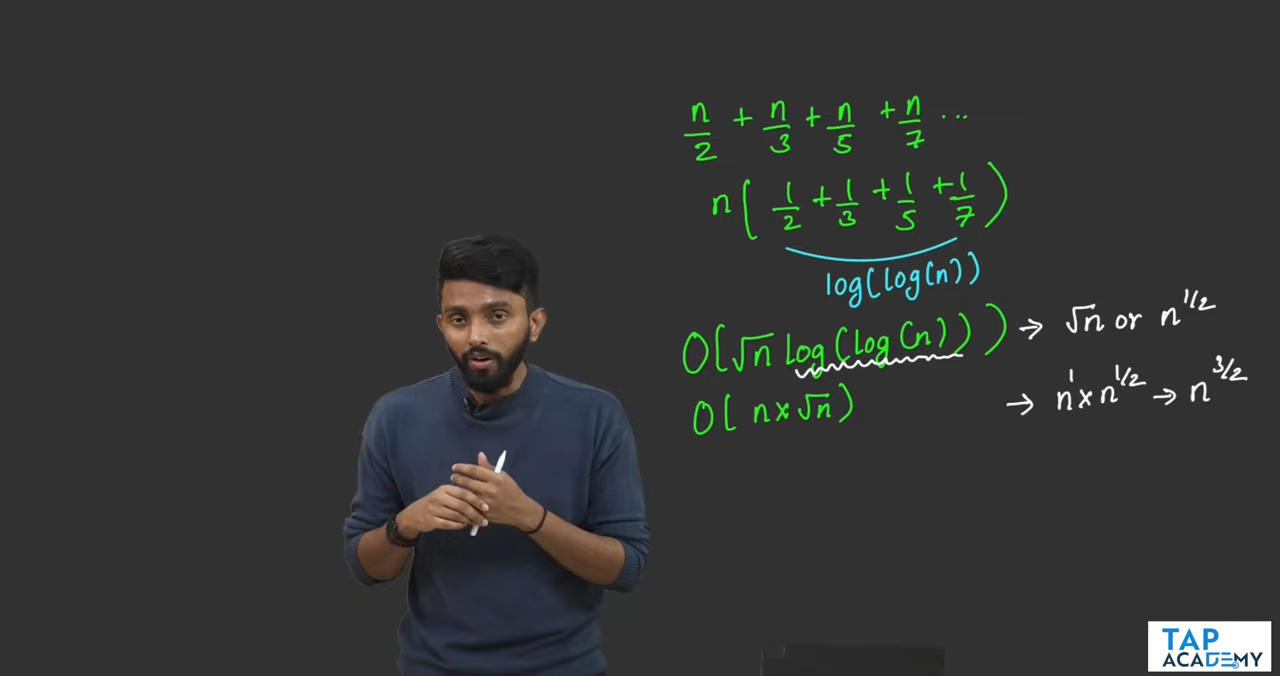 n/2 + n/3 + n/5 + n/7 ...
n( 1/2 + 1/3 + 1/5 + 1/7 )
log(log(n))
O(√n log(log(n))) → √n or n^1/2
O( n×√n) → n^1 × n^1/2 → n^3/2
TAP
ACADEMY